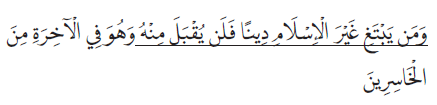 وَمَن يَبْتَغِ غَيْرَ الْإِسْلَامِ دِينًا فَلَن يُقْبَلَ مِنْهُ وَهُوَ فِي الْآخِرَةِ مِنَ
الْخَاسِرِينَ